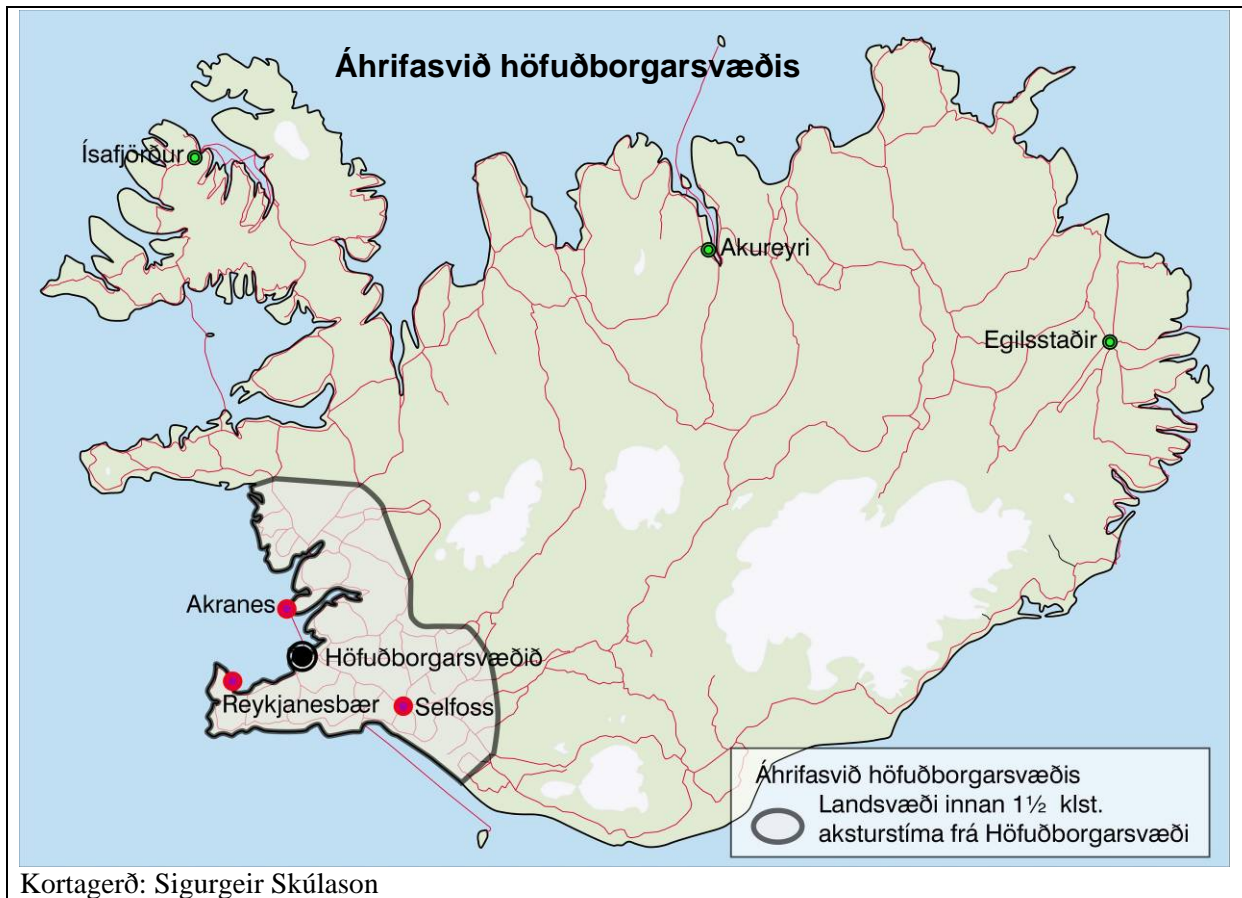 Áhrifasvið höfuðborgarsvæðis
Ísafjörður
Akureyri
Egilsstaðir
Akranes
Höfuðborgarsvæðið
Reykjanesbær
Selfoss
Áhrifasvið höfuðborgarsvæðis
Landsvæði innan 1½ klst.
aksturstíma frá Höfuðborgarsvæði
Kortagerð: Sigurgeir Skúlason